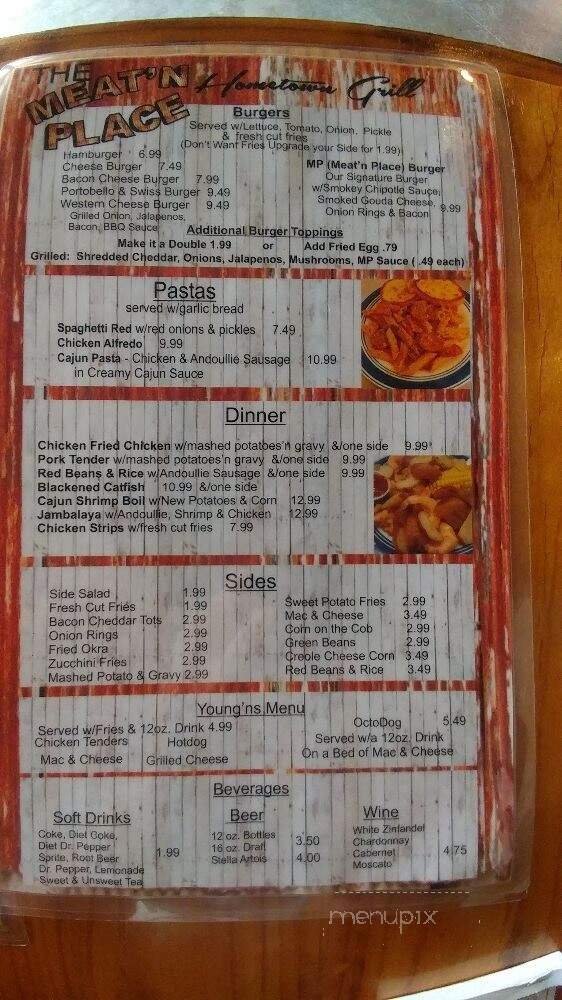 THE
MEAT'N
PLACE
Hometown Grill
Burgers
Served w/Lettuce, Tomato, Onion, Pickle
& fresh cut fries
(Don't Want Fries Upgrade your Side for 1.99)
Hamburger 6.99
Cheese Burger 7.49
Bacon Cheese Burger 7.99
Portobello & Swiss Burger 9.49
Western Cheese Burger 9.49
Grilled Onion, Jalapenos,
Bacon, BBQ Sauce
MP (Meat'n Place) Burger
Our Signature Burger
w/Smokey Chipotle Sauce,
Smoked Gouda Cheese,
Onion Rings & Bacon 9.99
Additional Burger Toppings
Make it a Double 1.99 or Add Fried Egg .79
Grilled: Shredded Cheddar, Onions, Jalapenos, Mushrooms, MP Sauce ( .49 each)
Pastas
served w/garlic bread
Spaghetti Red w/red onions & pickles 7.49
Chicken Alfredo 9.99
Cajun Pasta - Chicken & Andoullie Sausage 10.99
in Creamy Cajun Sauce
Dinner
Chicken Fried Chicken w/mashed potatoes'n gravy &/one side 9.99
Pork Tender w/mashed potatoes'n gravy &/one side 9.99
Red Beans & Rice w/Andoullie Sausage &/one side 9.99
Blackened Catfish 10.99 &/one side
Cajun Shrimp Boil w/New Potatoes & Corn 12.99
Jambalaya w/Andoullie, Shrimp & Chicken 12.99
Chicken Strips w/fresh cut fries 7.99
Sides
Side Salad 1.99
Fresh Cut Fries 1.99
Bacon Cheddar Tots 2.99
Onion Rings 2.99
Fried Okra 2.99
Zucchini Fries 2.99
Mashed Potato & Gravy 2.99
Sweet Potato Fries 2.99
Mac & Cheese 3.49
Corn on the Cob 2.99
Green Beans 2.99
Creole Cheese Corn 3.49
Red Beans & Rice 3.49
Young'ns Menu
Served w/Fries & 12oz. Drink 4.99
Chicken Tenders Hotdog
Mac & Cheese Grilled Cheese
OctoDog 5.49
Served w/a 12oz. Drink
On a Bed of Mac & Cheese
Beverages
Soft Drinks
Coke, Diet Coke,
Diet Dr. Pepper
Sprite, Root Beer 1.99
Dr. Pepper, Lemonade
Sweet & Unsweet Tea
Beer
12 oz. Bottles 3.50
16 oz. Draft
Stella Artois 4.00
Wine
White Zinfandel
Chardonnay
Cabernet 4.75
Moscato
menupix